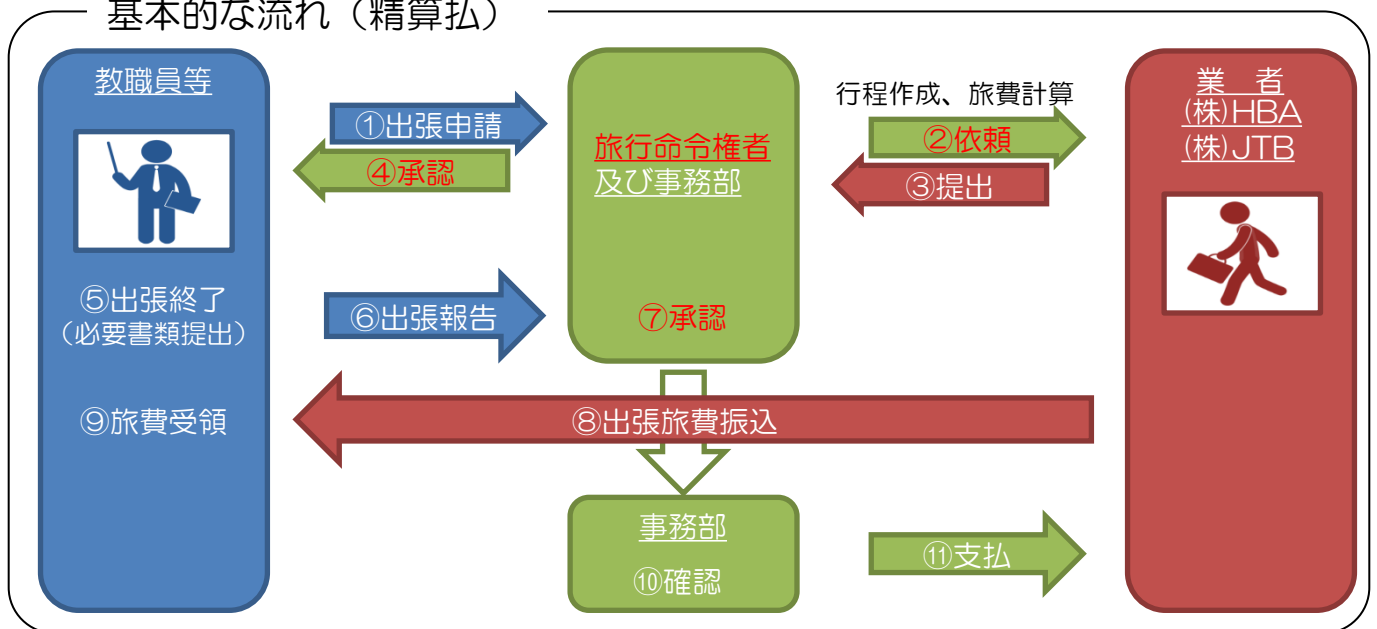 基本的な流れ（精算払）
教職員等
①出張申請
④承認
旅行命令権者
及び事務部
行程作成、旅費計算
②依頼
③提出
業　者
(株)HBA
(株)JTB
⑤出張終了
（必要書類提出）
⑥出張報告
⑦承認
⑨旅費受領
⑧出張旅費振込
事務部
⑩確認
⑪支払